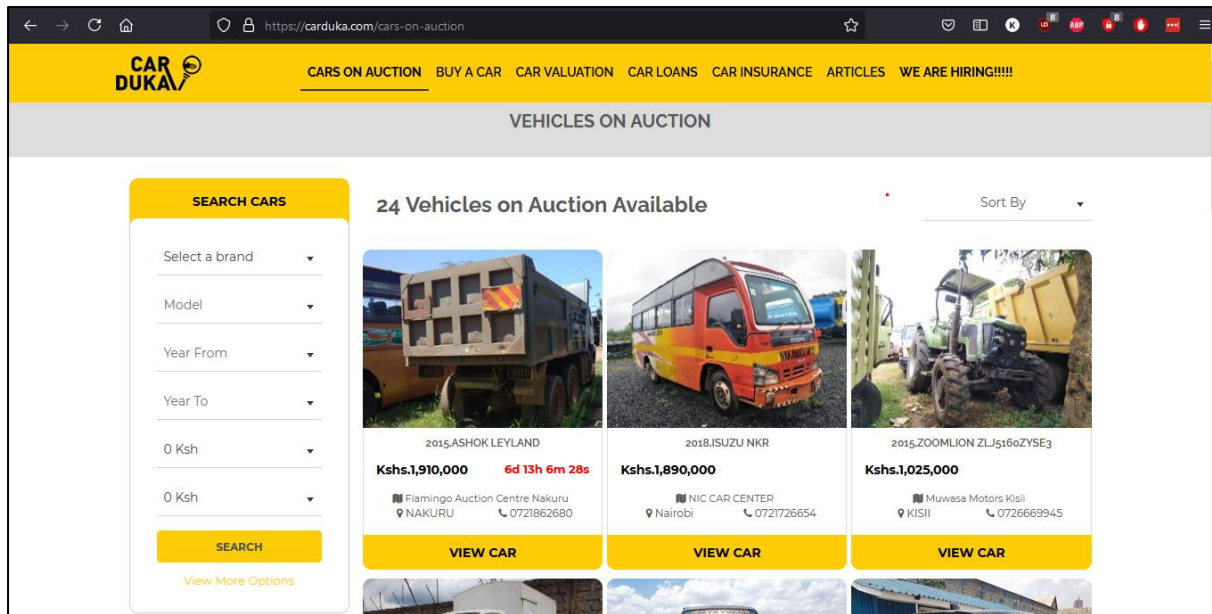 https://carduka.com/cars-on-auction
CAR DUKA
CARS ON AUCTION BUY A CAR CAR VALUATION CAR LOANS CAR INSURANCE ARTICLES WE ARE HIRING!!!!!
VEHICLES ON AUCTION
SEARCH CARS
Select a brand
Model
Year From
Year To
0 Ksh
0 Ksh
SEARCH
View More Options
24 Vehicles on Auction Available
Sort By
2015,ASHOK LEYLAND
Kshs.1,910,000 6d 13h 6m 28s
Flamingo Auction Centre Nakuru
NAKURU 0721862680
VIEW CAR
2018,ISUZU NKR
Kshs.1,890,000
NIC CAR CENTER
Nairobi 0721726654
VIEW CAR
2015,ZOOMLION ZLJ5160ZYSE3
Kshs.1,025,000
Muwasa Motors Kisii
KISII 0726669945
VIEW CAR